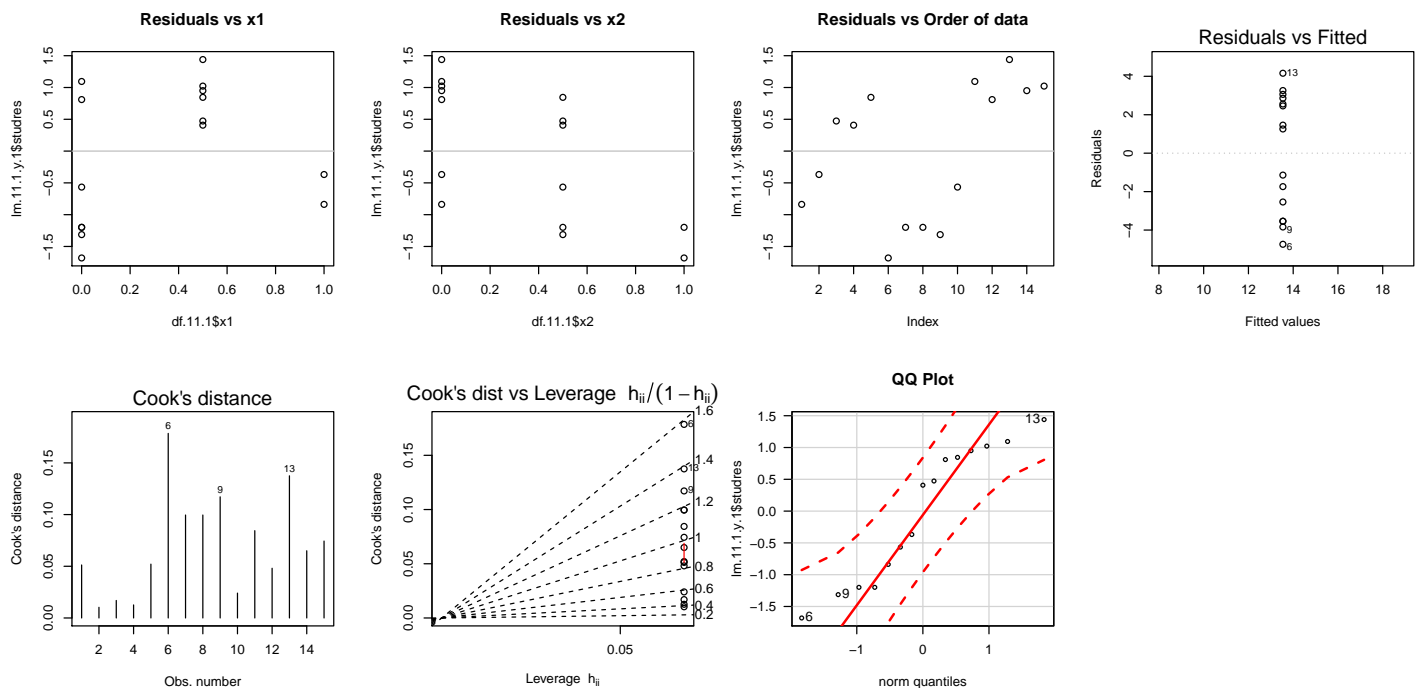 Residuals vs x1
lm.11.1.y.1$studres
1.5
1.0
0.5
−0.5
−1.5
0.0 0.2 0.4 0.6 0.8 1.0
df.11.1$x1
Residuals vs x2
lm.11.1.y.1$studres
1.5
1.0
0.5
−0.5
−1.5
0.0 0.2 0.4 0.6 0.8 1.0
df.11.1$x2
Residuals vs Order of data
lm.11.1.y.1$studres
1.5
1.0
0.5
−0.5
−1.5
2 4 6 8 10 12 14
Index
Residuals vs Fitted
Residuals
4
2
0
−2
−4
13
9
6
8 10 12 14 16 18
Fitted values
Cook's distance
Cook's distance
0.15
0.10
0.05
0.00
6
9
13
2 4 6 8 10 12 14
Obs. number
Cook's dist vs Leverage hii/(1 − hii)
Cook's distance
0.15
0.10
0.05
0.00
1.6
6
1.4
13
9
1.2
1
0.8
0.6
0.4
0.2
0.05
Leverage hii
QQ Plot
lm.11.1.y.1$studres
1.5
1.0
0.5
0.0
−0.5
−1.0
−1.5
13
9
6
−1 0 1
norm quantiles